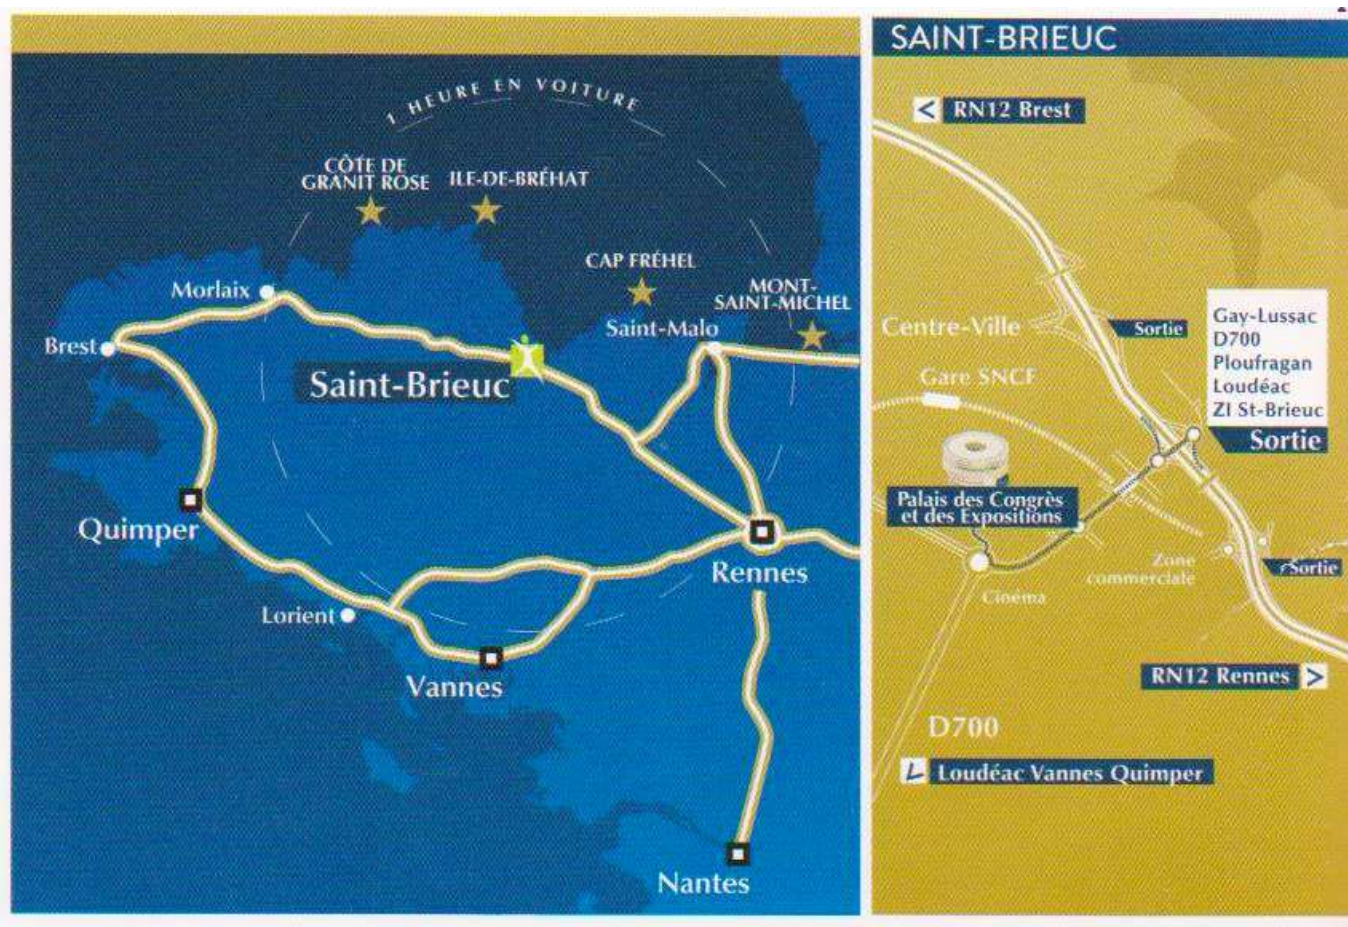 1 HEURE EN VOITURE
CÔTE DE
GRANIT ROSE
ILE-DE-BRÉHAT
CAP FRÉHEL
MONT-
SAINT-MICHEL
Morlaix
Saint-Malo
Brest
Saint-Brieuc
Quimper
Rennes
Lorient
Vannes
Nantes
SAINT-BRIEUC
< RN12 Brest
Centre-Ville
Sortie
Gare SNCF
Gay-Lussac
D700
Ploufragan
Loudéac
ZI St-Brieuc
Sortie
Palais des Congrès
et des Expositions
Zone
commerciale
Sortie
Cinéma
RN12 Rennes >
D700
Loudéac Vannes Quimper